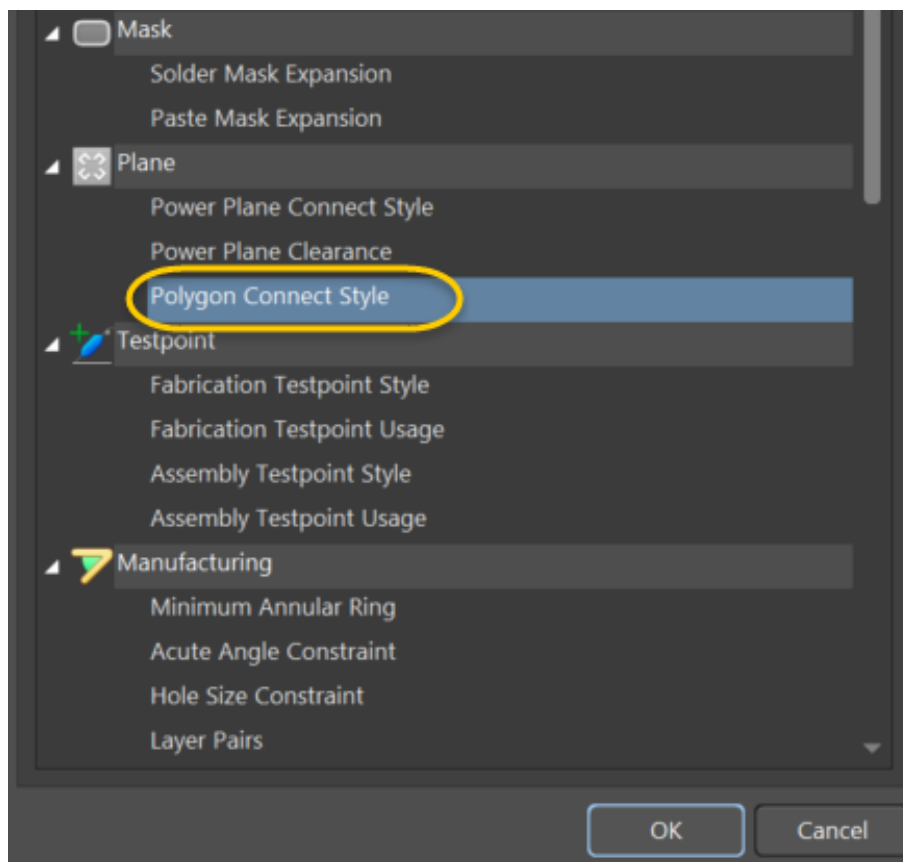 Mask
Solder Mask Expansion
Paste Mask Expansion
Plane
Power Plane Connect Style
Power Plane Clearance
Polygon Connect Style
Testpoint
Fabrication Testpoint Style
Fabrication Testpoint Usage
Assembly Testpoint Style
Assembly Testpoint Usage
Manufacturing
Minimum Annular Ring
Acute Angle Constraint
Hole Size Constraint
Layer Pairs
OK Cancel